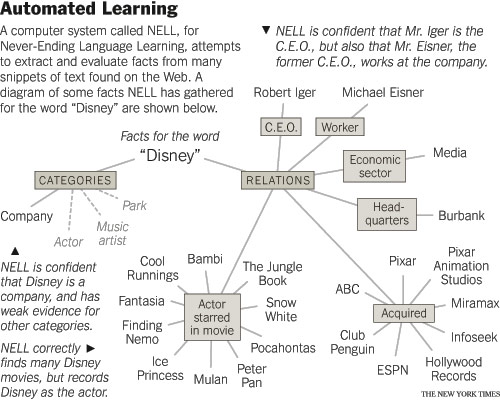 Automated Learning
A computer system called NELL, for
Never-Ending Language Learning, attempts
to extract and evaluate facts from many
snippets of text found on the Web. A
diagram of some facts NELL has gathered
for the word “Disney” are shown below.
▼ NELL is confident that Mr. Iger is the
C.E.O., but also that Mr. Eisner, the
former C.E.O., works at the company.
Robert Iger
Michael Eisner
C.E.O.
Worker
Facts for the word
“Disney”
Economic
sector
Media
CATEGORIES
RELATIONS
Head-
quarters
Burbank
Company
Actor
Music
artist
Park
▲
NELL is confident
that Disney is a
company, and has
weak evidence for
other categories.
NELL correctly ►
finds many Disney
movies, but records
Disney as the actor.
Cool
Runnings
Bambi
The Jungle
Book
Fantasia
Actor
starred
in movie
Snow
White
Finding
Nemo
Pocahontas
Ice
Princess
Mulan
Peter
Pan
Pixar
Pixar
Animation
Studios
ABC
Acquired
Miramax
Club
Penguin
Infoseek
ESPN
Hollywood
Records
THE NEW YORK TIMES